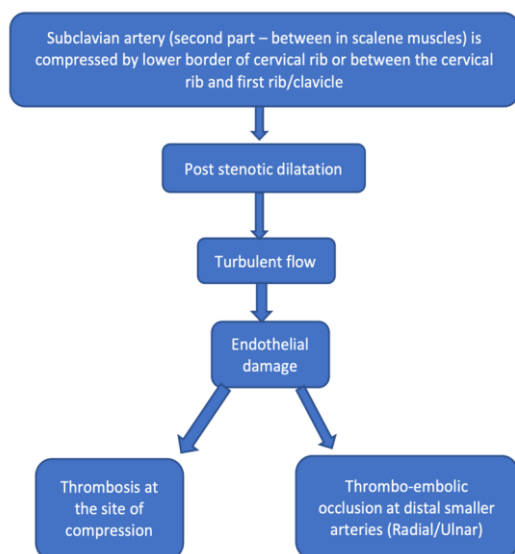 Subclavian artery (second part – between in scalene muscles) is
compressed by lower border of cervical rib or between the cervical
rib and first rib/clavicle
Post stenotic dilatation
Turbulent flow
Endothelial
damage
Thrombosis at
the site of
compression
Thrombo-embolic
occlusion at distal smaller
arteries (Radial/Ulnar)